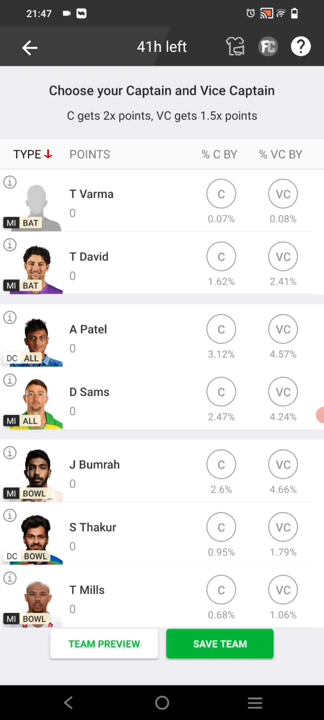 21:47
41h left
FC
?
Choose your Captain and Vice Captain
C gets 2x points, VC gets 1.5x points
TYPE POINTS % C BY % VC BY
i
T Varma
0
MI BAT
C
0.07%
VC
0.08%
i
T David
0
MI BAT
C
1.62%
VC
2.41%
i
A Patel
0
DC ALL
C
3.12%
VC
4.57%
i
D Sams
0
MI ALL
C
2.47%
VC
4.24%
i
J Bumrah
0
MI BOWL
C
2.6%
VC
4.66%
i
S Thakur
0
DC BOWL
C
0.95%
VC
1.79%
i
T Mills
0
MI BOWL
C
0.68%
VC
1.06%
TEAM PREVIEW
SAVE TEAM